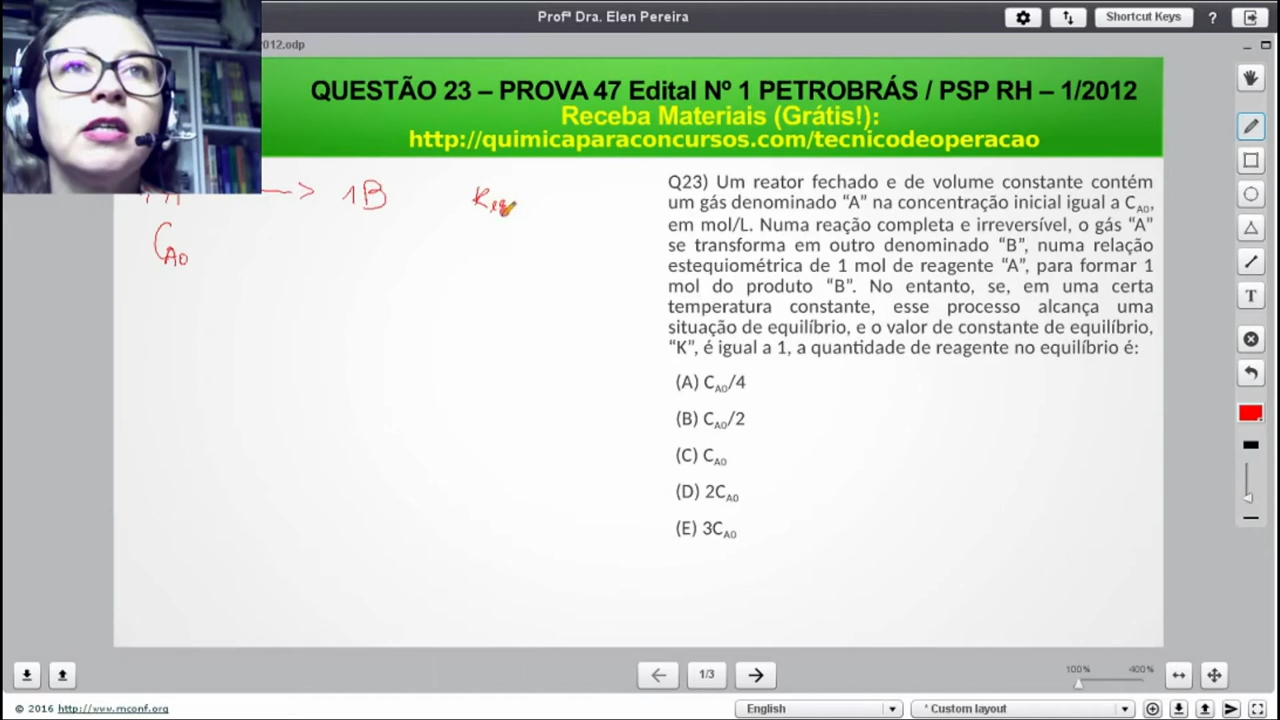 Profª Dra. Elen Pereira
Shortcut Keys
?
2012.odp
QUESTÃO 23 – PROVA 47 Edital Nº 1 PETROBRÁS / PSP RH – 1/2012
Receba Materiais (Grátis!):
http://quimicaparaconcursos.com/tecnicodeoperacao
1A → 1B Keq
CA0
Q23) Um reator fechado e de volume constante contém
um gás denominado “A” na concentração inicial igual a CA0,
em mol/L. Numa reação completa e irreversível, o gás “A”
se transforma em outro denominado “B”, numa relação
estequiométrica de 1 mol de reagente “A”, para formar 1
mol do produto “B”. No entanto, se, em uma certa
temperatura constante, esse processo alcança uma
situação de equilíbrio, e o valor de constante de equilíbrio,
“K”, é igual a 1, a quantidade de reagente no equilíbrio é:
(A) CA0/4
(B) CA0/2
(C) CA0
(D) 2CA0
(E) 3CA0
T
1/3
100% 400%
© 2016 http://www.mconf.org
English
* Custom layout